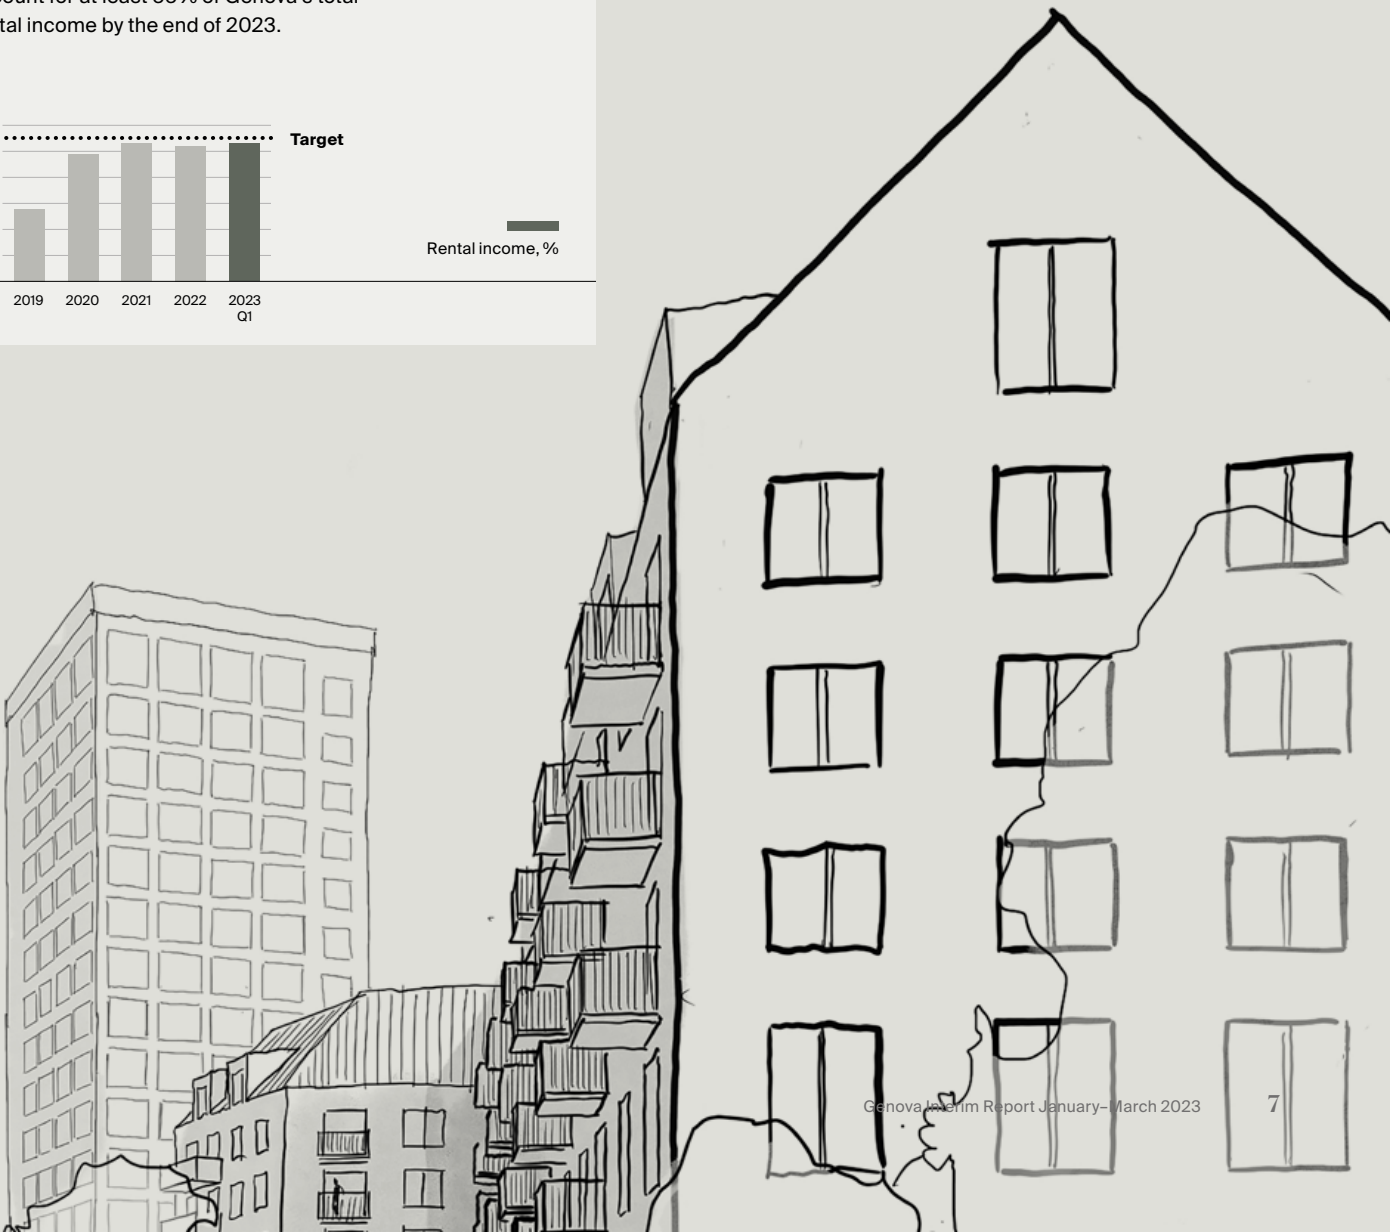 tal income by the end of 2023.
Target
Rental income, %
2019 2020 2021 2022 2023
Q1
Genova Interim Report January–March 2023 7